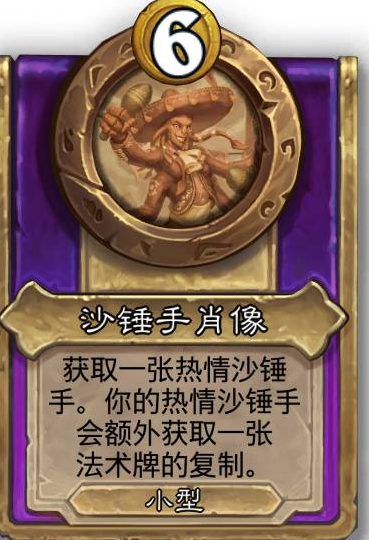 6
沙锤手肖像
获取一张热情沙锤
手。你的热情沙锤手
会额外获取一张
法术牌的复制。
小型